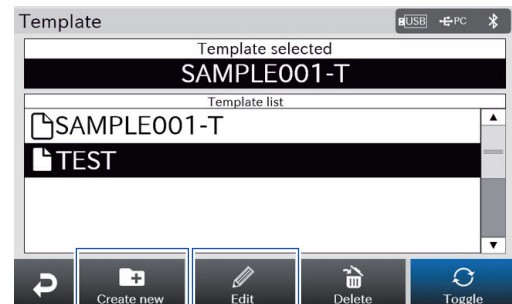 Template
USB PC
Template selected
SAMPLE001-T
Template list
SAMPLE001-T
TEST
Create new Edit Delete Toggle